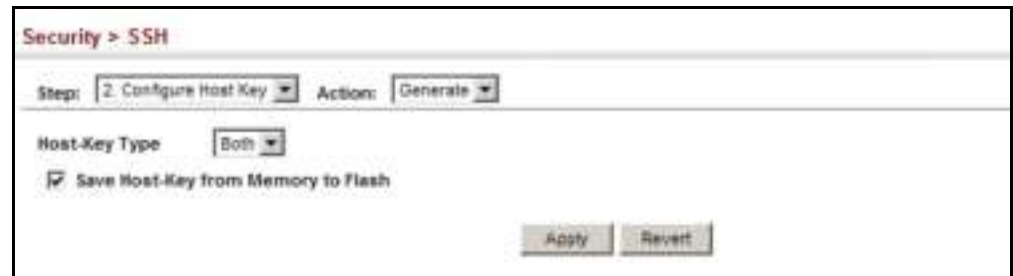 Security > SSH
Step: 2. Configure Host Key Action: Generate
Host-Key Type Both
Save Host-Key from Memory to Flash
Apply Revert